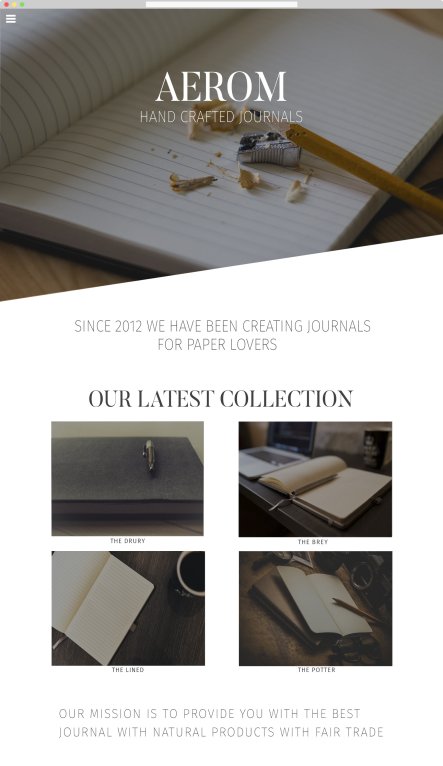 AEROM
HAND CRAFTED JOURNALS
SINCE 2012 WE HAVE BEEN CREATING JOURNALS
FOR PAPER LOVERS
OUR LATEST COLLECTION
THE DRURY
THE BREY
THE LINED
THE POTTER
OUR MISSION IS TO PROVIDE YOU WITH THE BEST
JOURNAL WITH NATURAL PRODUCTS WITH FAIR TRADE